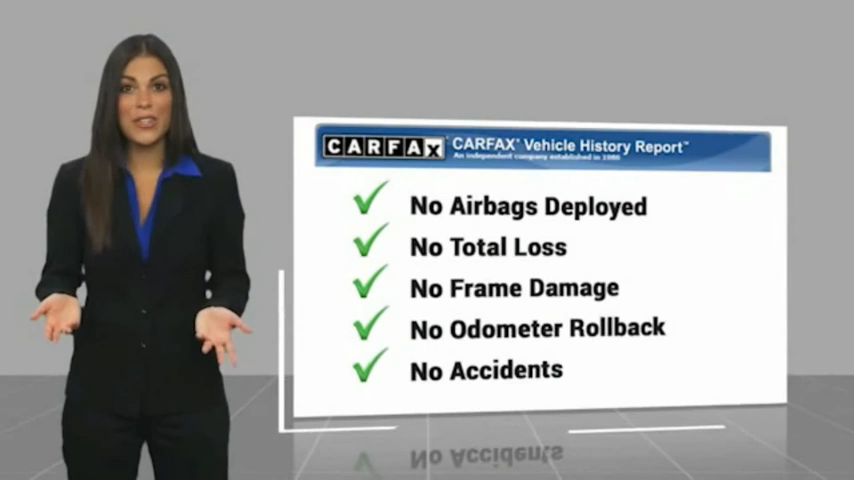 CARFAX CARFAX® Vehicle History Report™
An independent company established in 1986
No Airbags Deployed
No Total Loss
No Frame Damage
No Odometer Rollback
No Accidents
No Accidents